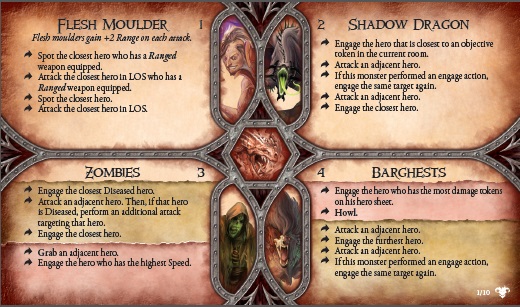 FLESH MOULDER 1
Flesh moulders gain +2 Range on each attack.
Spot the closest hero who has a Ranged
weapon equipped.
Attack the closest hero in LOS who has a
Ranged weapon equipped.
Spot the closest hero.
Attack the closest hero in LOS.
2 SHADOW DRAGON
Engage the hero that is closest to an objective
token in the current room.
Attack an adjacent hero.
If this monster performed an engage action,
engage the same target again.
Attack an adjacent hero.
Engage the closest hero.
ZOMBIES 3
Engage the closest Diseased hero.
Attack an adjacent hero. Then, if that hero
is Diseased, perform an additional attack
targeting that hero.
Engage the closest hero.
Grab an adjacent hero.
Engage the hero who has the highest Speed.
4 BARGHESTS
Engage the hero who has the most damage tokens
on his hero sheet.
Howl.
Attack an adjacent hero.
Engage the furthest hero.
Attack an adjacent hero.
If this monster performed an engage action,
engage the same target again.
1/10